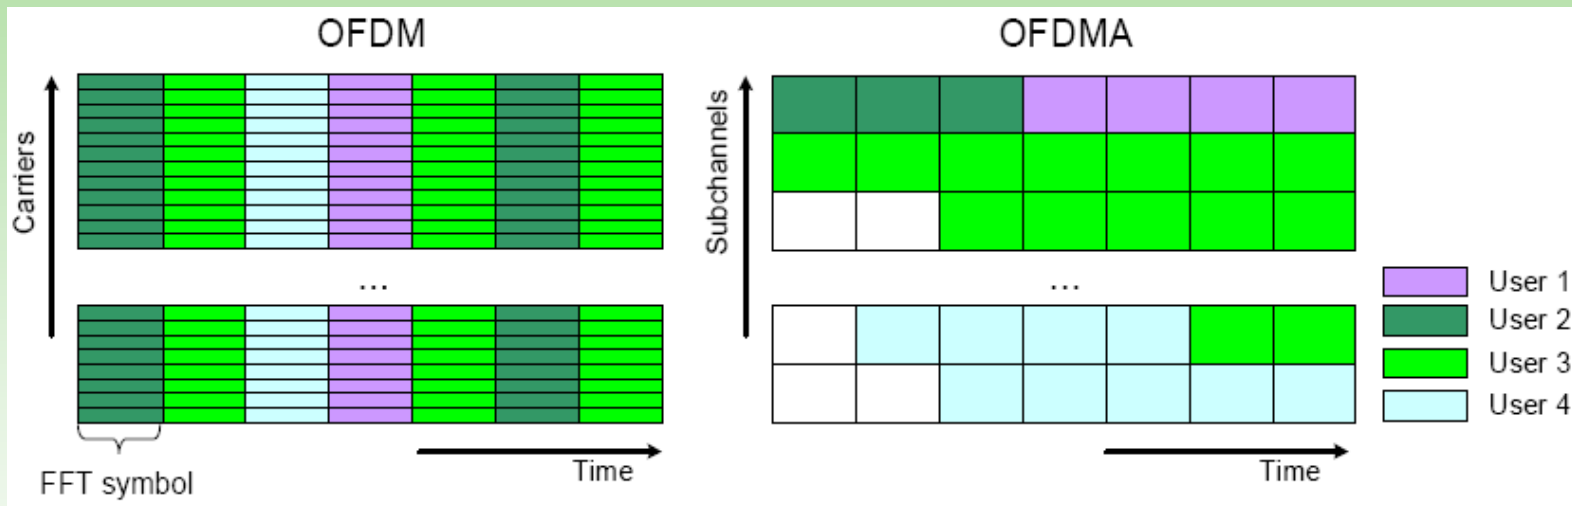 OFDM
OFDMA
Carriers
Subchannels
...
...
User 1
User 2
User 3
User 4
FFT symbol
Time
Time